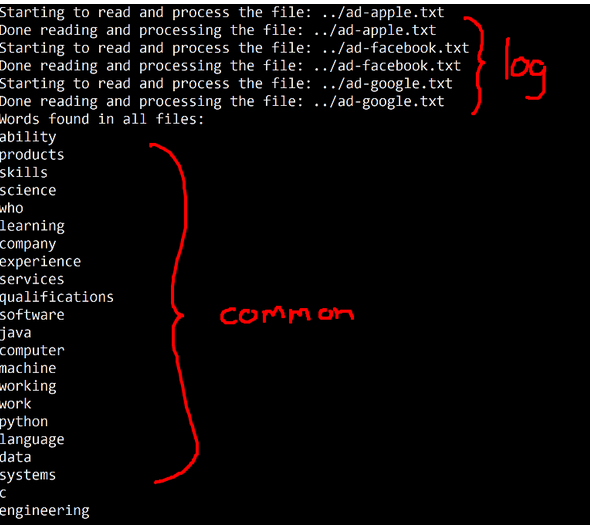 Starting to read and process the file: ../ad-apple.txt
Done reading and processing the file: ../ad-apple.txt
Starting to read and process the file: ../ad-facebook.txt
Done reading and processing the file: ../ad-facebook.txt
Starting to read and process the file: ../ad-google.txt
Done reading and processing the file: ../ad-google.txt
log
Words found in all files:
ability
products
skills
science
who
learning
company
experience
services
qualifications
software
common
java
computer
machine
working
work
python
language
data
systems
c
engineering